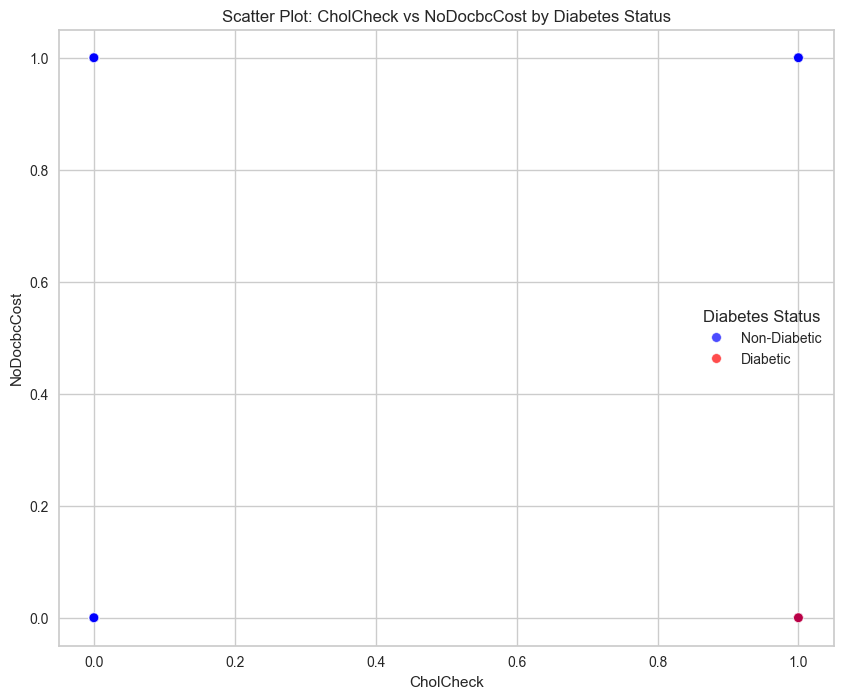 Scatter Plot: CholCheck vs NoDocbcCost by Diabetes Status
1.0
0.8
0.6
0.4
0.2
0.0
NoDocbcCost
Diabetes Status
Non-Diabetic
Diabetic
0.0 0.2 0.4 0.6 0.8 1.0
CholCheck